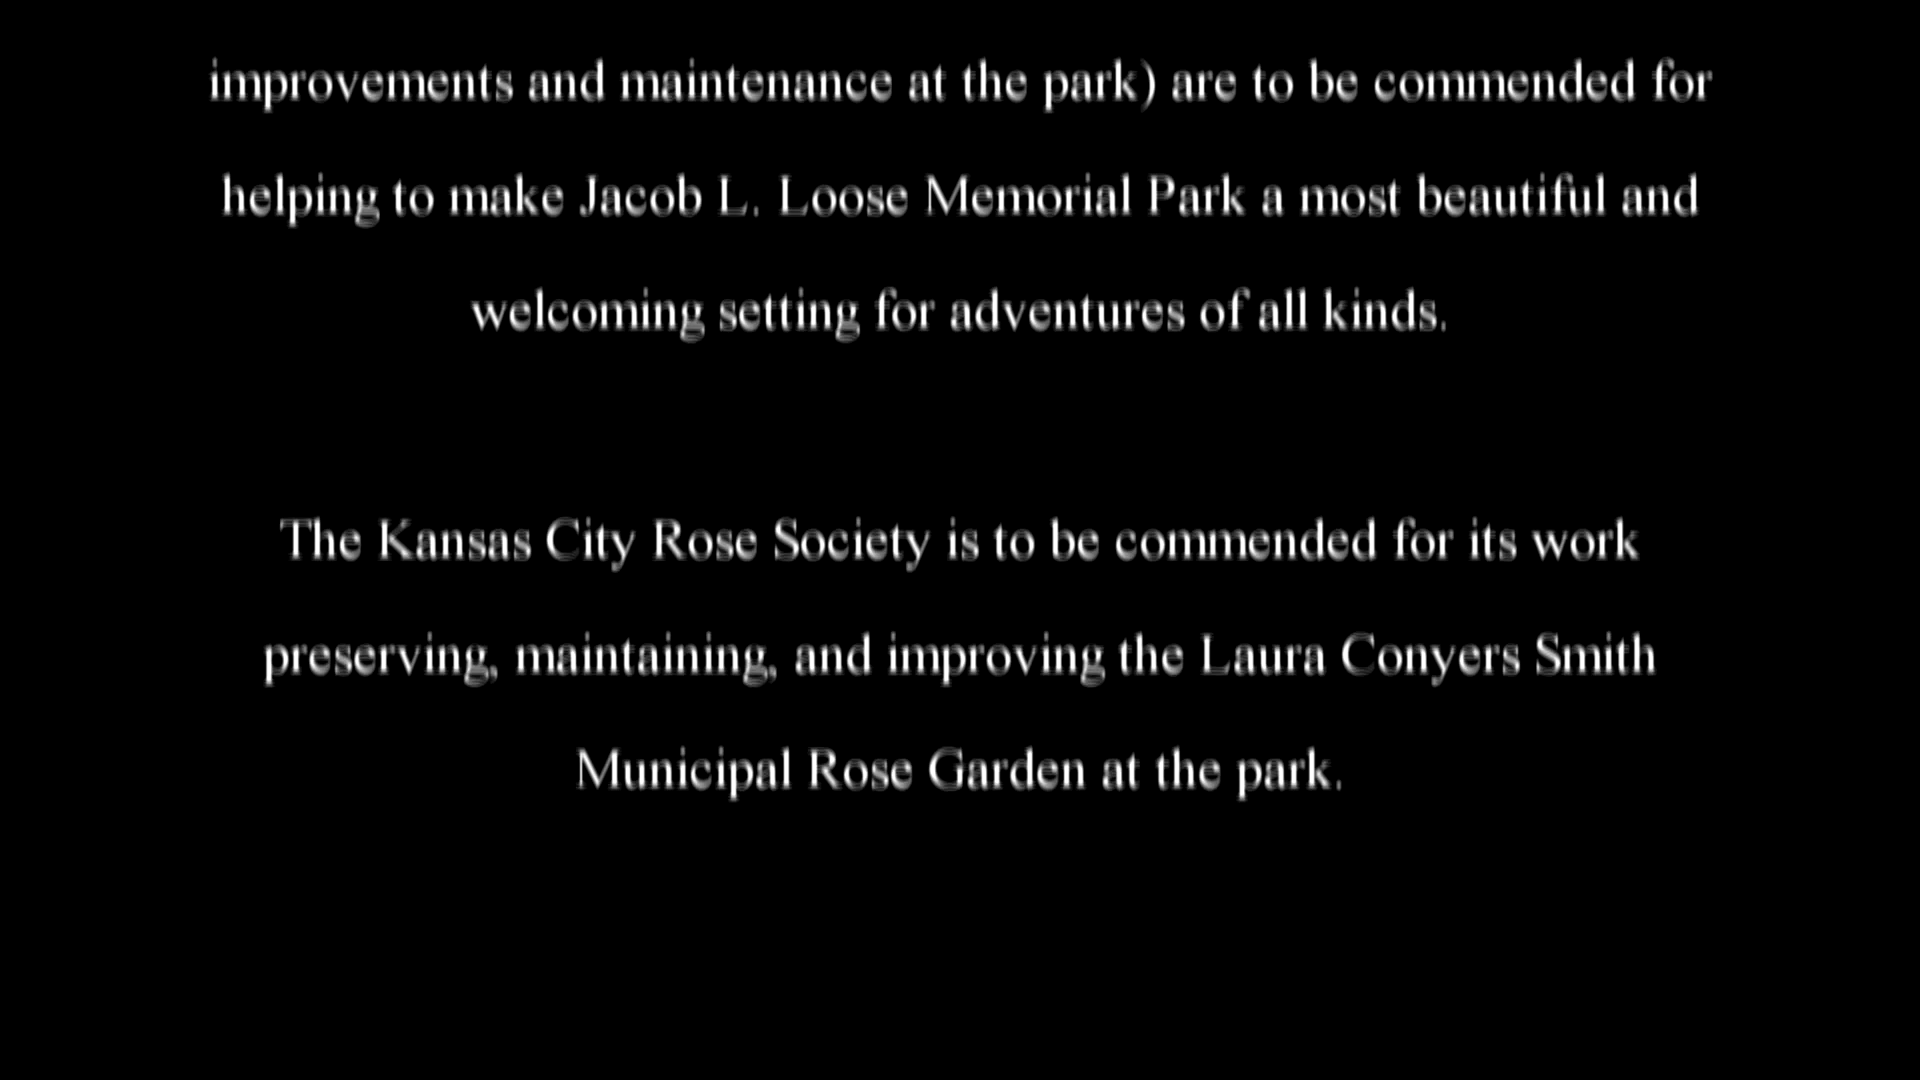 improvements and maintenance at the park) are to be commended for
helping to make Jacob L. Loose Memorial Park a most beautiful and
welcoming setting for adventures of all kinds.
The Kansas City Rose Society is to be commended for its work
preserving, maintaining, and improving the Laura Conyers Smith
Municipal Rose Garden at the park.